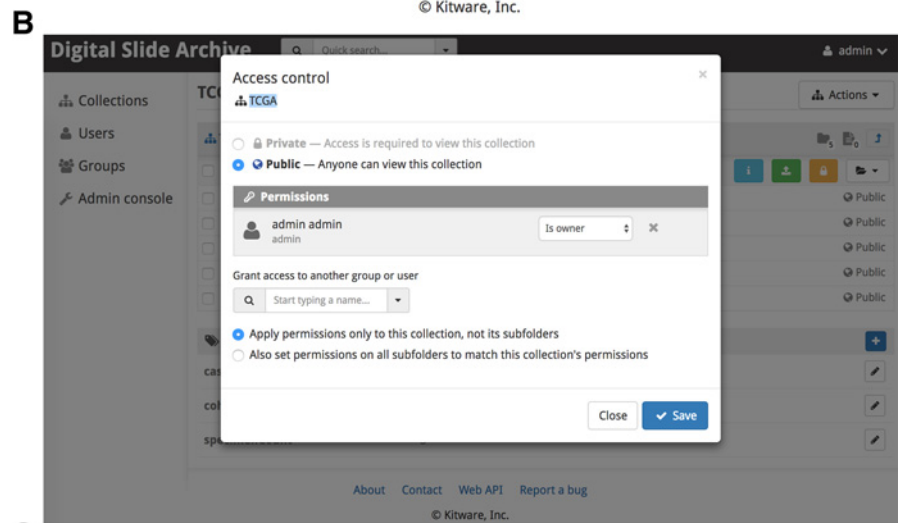 © Kitware, Inc.
B
Digital Slide Archive
Quick search...
admin
Collections
Users
Groups
Admin console
TC
Actions
5
0
Access control
TCGA
Private — Access is required to view this collection
Public — Anyone can view this collection
Permissions
admin admin
admin
Is owner
Grant access to another group or user
Start typing a name...
Apply permissions only to this collection, not its subfolders
Also set permissions on all subfolders to match this collection's permissions
Close
Save
Public
Public
Public
Public
Public
cas
About Contact Web API Report a bug
© Kitware, Inc.